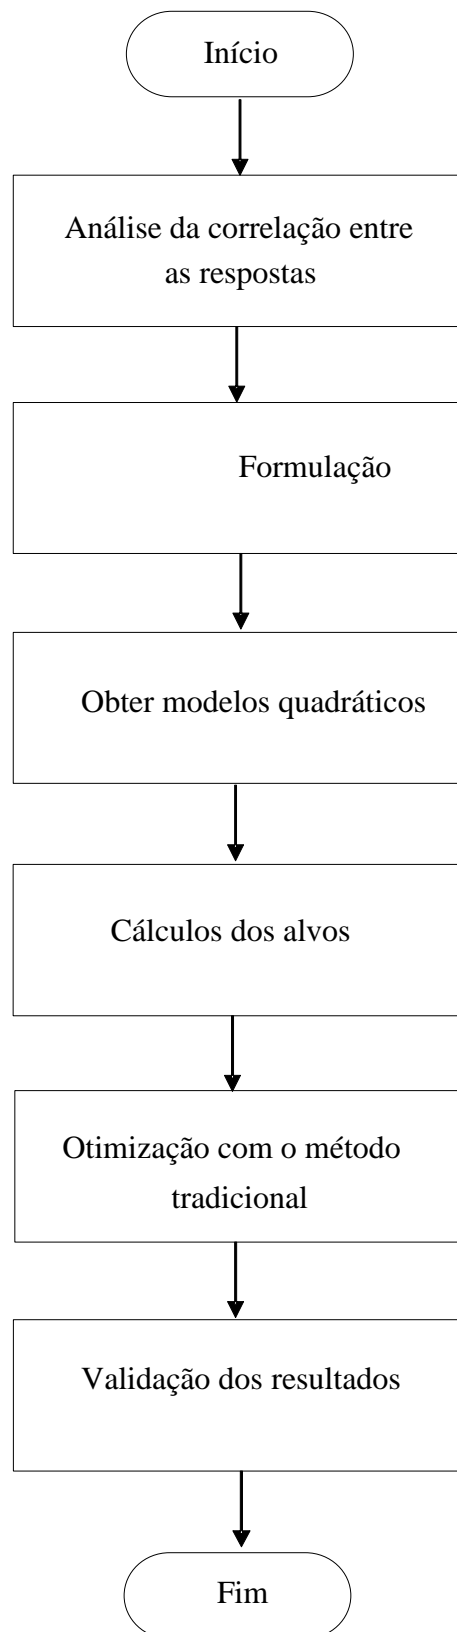 Início
Análise da correlação entre
as respostas
Formulação
Obter modelos quadráticos
Cálculos dos alvos
Otimização com o método
tradicional
Validação dos resultados
Fim